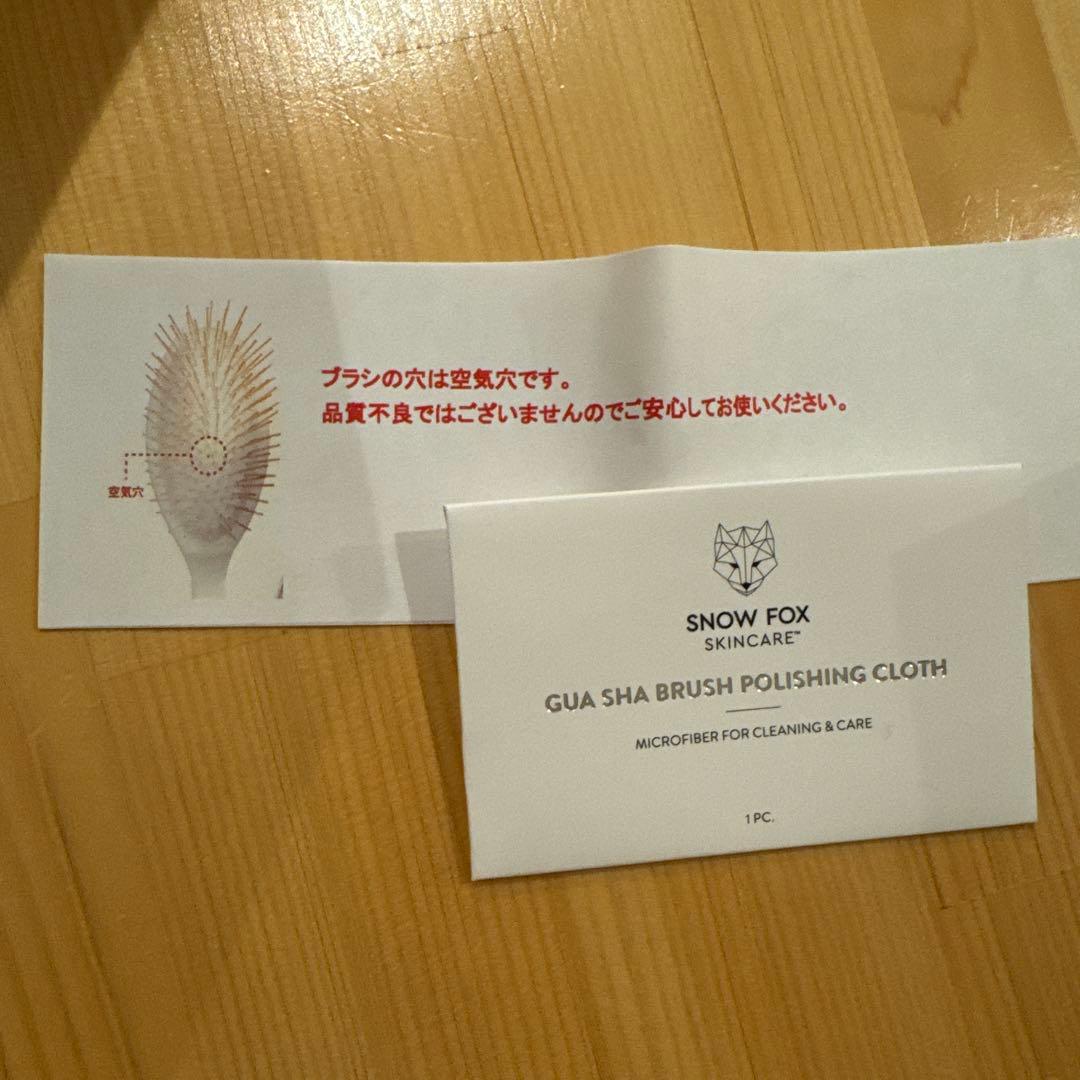 ブラシの穴は空気穴です。
品質不良ではございませんのでご安心してお使いください。
空気穴
SNOW FOX
SKINCARE™
GUA SHA BRUSH POLISHING CLOTH
MICROFIBER FOR CLEANING & CARE
1 PC.